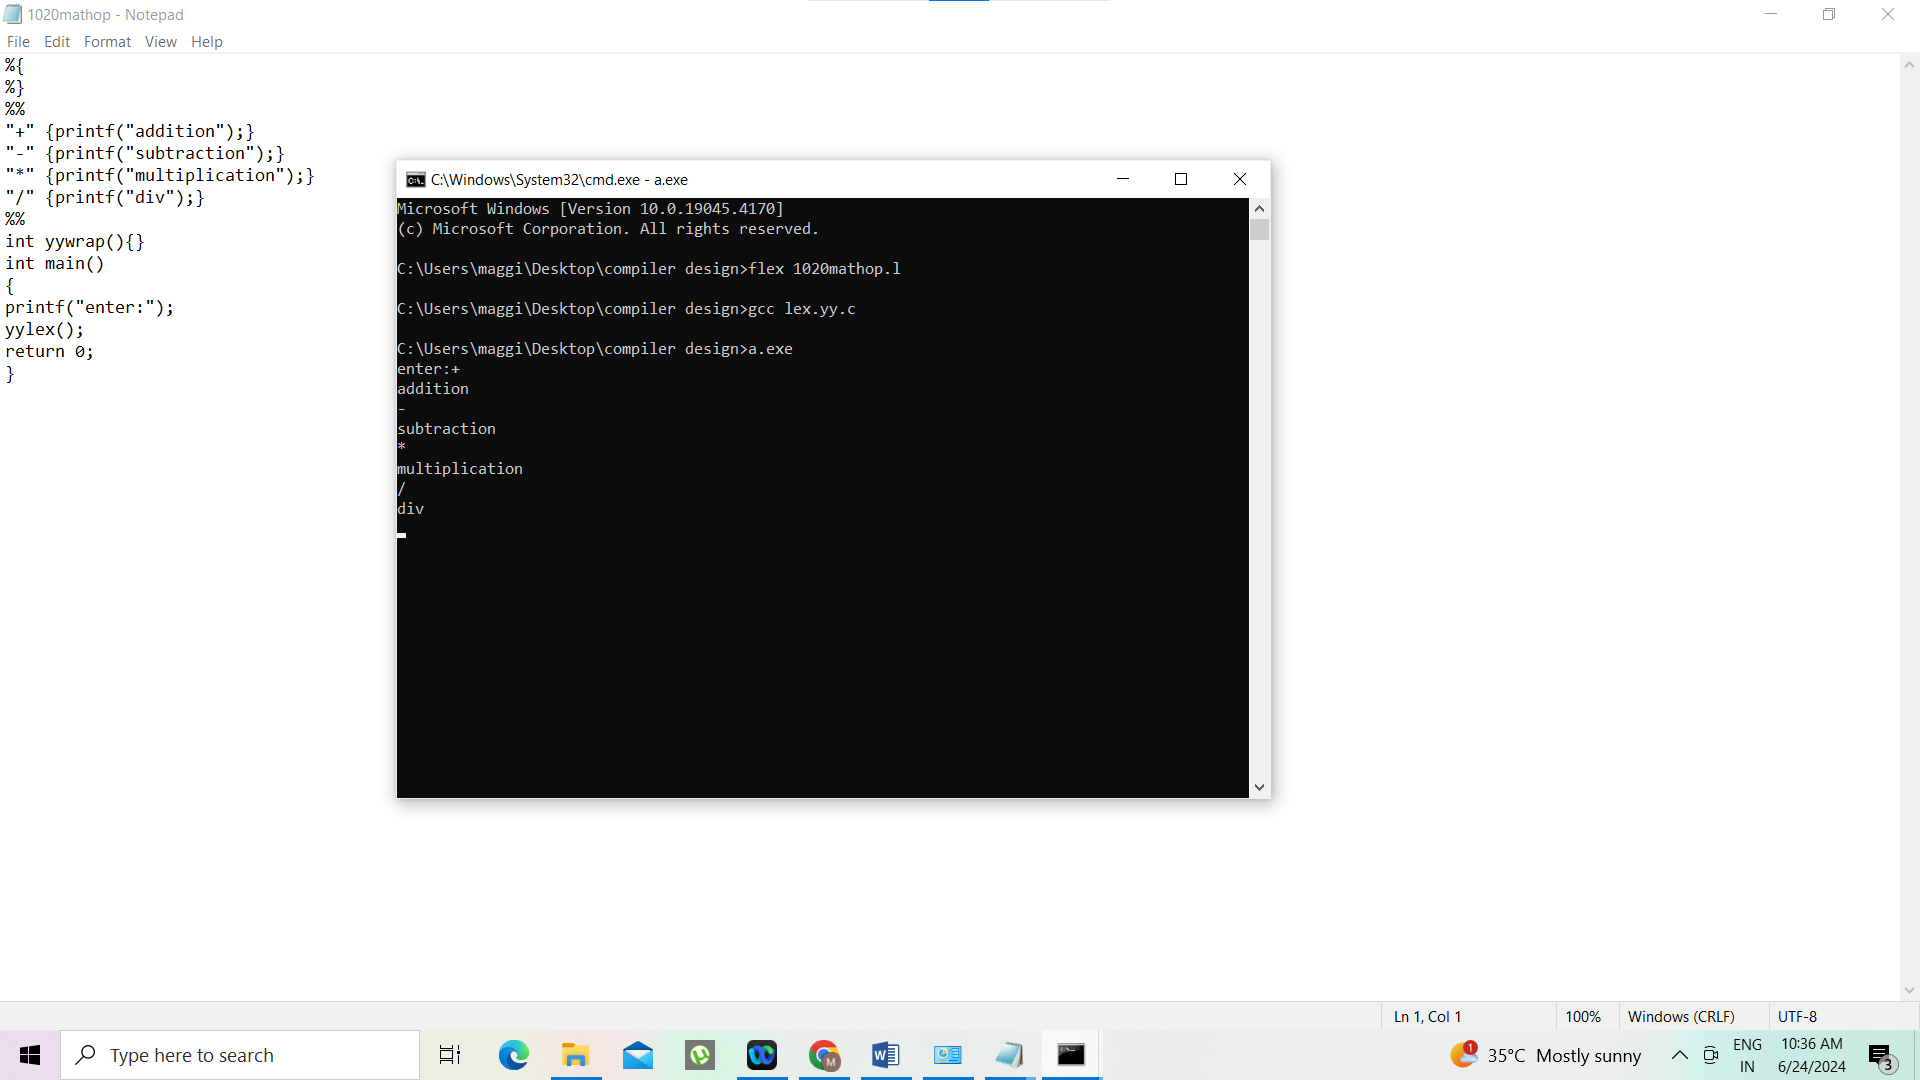 1020mathop - Notepad
File Edit Format View Help
%{
%}
%%
"+" {printf("addition");}
"-" {printf("subtraction");}
"*" {printf("multiplication");}
"/" {printf("div");}
%%
int yywrap(){}
int main()
{
printf("enter:");
yylex();
return 0;
}
C:\Windows\System32\cmd.exe - a.exe
Microsoft Windows [Version 10.0.19045.4170]
(c) Microsoft Corporation. All rights reserved.
C:\Users\maggi\Desktop\compiler design>flex 1020mathop.l
C:\Users\maggi\Desktop\compiler design>gcc lex.yy.c
C:\Users\maggi\Desktop\compiler design>a.exe
enter:+
addition
-
subtraction
*
multiplication
/
div
Ln 1, Col 1 100% Windows (CRLF) UTF-8
Type here to search
35°C Mostly sunny
ENG
IN
10:36 AM
6/24/2024
3